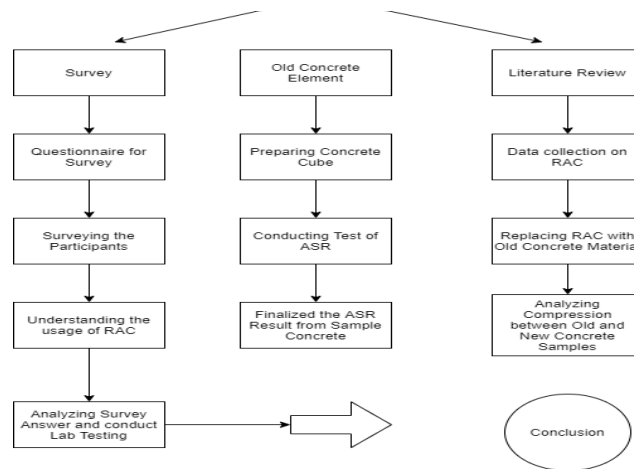 Survey
Questionnaire for
Survey
Surveying the
Participants
Understanding the
usage of RAC
Analyzing Survey
Answer and conduct
Lab Testing
Old Concrete
Element
Preparing Concrete
Cube
Conducting Test of
ASR
Finalized the ASR
Result from Sample
Concrete
Literature Review
Data collection on
RAC
Replacing RAC with
Old Concrete Materia
Analyzing
Compression
between Old and
New Concrete
Samples
Conclusion